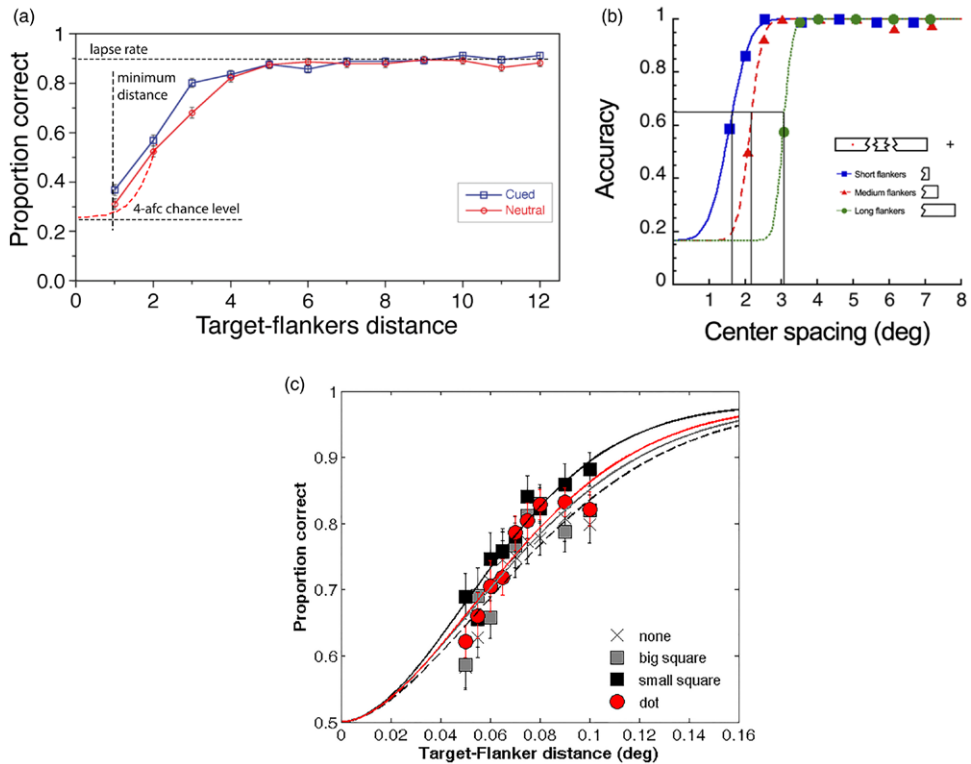 (a)
Proportion correct
1.0
0.8
0.6
0.4
0.2
0.0
lapse rate
minimum
distance
4-afc chance level
Cued
Neutral
0 2 4 6 8 10 12
Target-flankers distance
(b)
Accuracy
1
0.8
0.6
0.4
0.2
0
+
Short flankers
Medium flankers
Long flankers
1 2 3 4 5 6 7 8
Center spacing (deg)
(c)
Proportion correct
1
0.9
0.8
0.7
0.6
0.5
none
big square
small square
dot
0 0.02 0.04 0.06 0.08 0.1 0.12 0.14 0.16
Target-Flanker distance (deg)